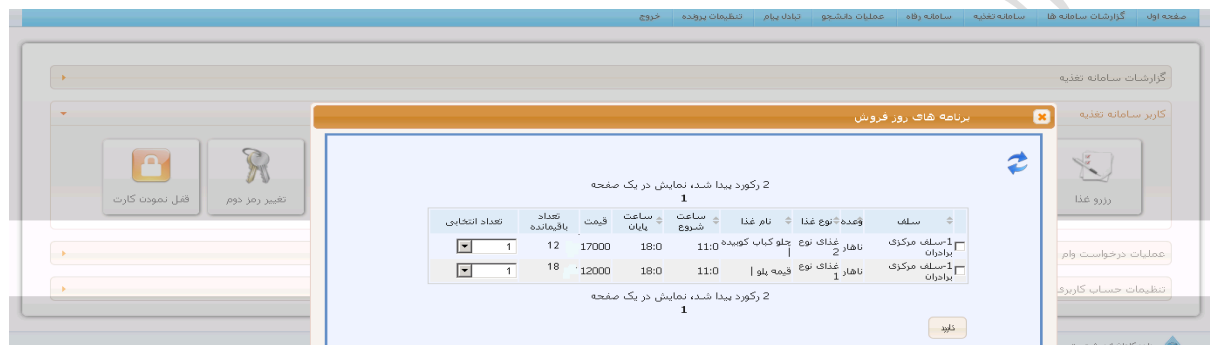 صفحه اول گزارشات سامانه ها سامانه تغذیه سامانه رفاه عملیات دانشجو تبادل پیام تنظیمات پرونده خروج
گزارشات سامانه تغذیه
کاربر سامانه تغذیه
برنامه های روز فروش
رزرو غذا
تغییر رمز دوم
قفل نمودن کارت
2 رکورد پیدا شد، نمایش در یک صفحه
1
سلف وعده نوع غذا نام غذا ساعت شروع ساعت پایان قیمت تعداد باقیمانده تعداد انتخابی
1-سلف مرکزی برادران ناهار غذای نوع 2 چلو کباب کوبیده | 11:0 18:0 17000 12 1
1-سلف مرکزی برادران ناهار غذای نوع 1 قیمه پلو | 11:0 18:0 12000 18 1
2 رکورد پیدا شد، نمایش در یک صفحه
1
تایید
عملیات درخواست وام
تنظیمات حساب کاربری